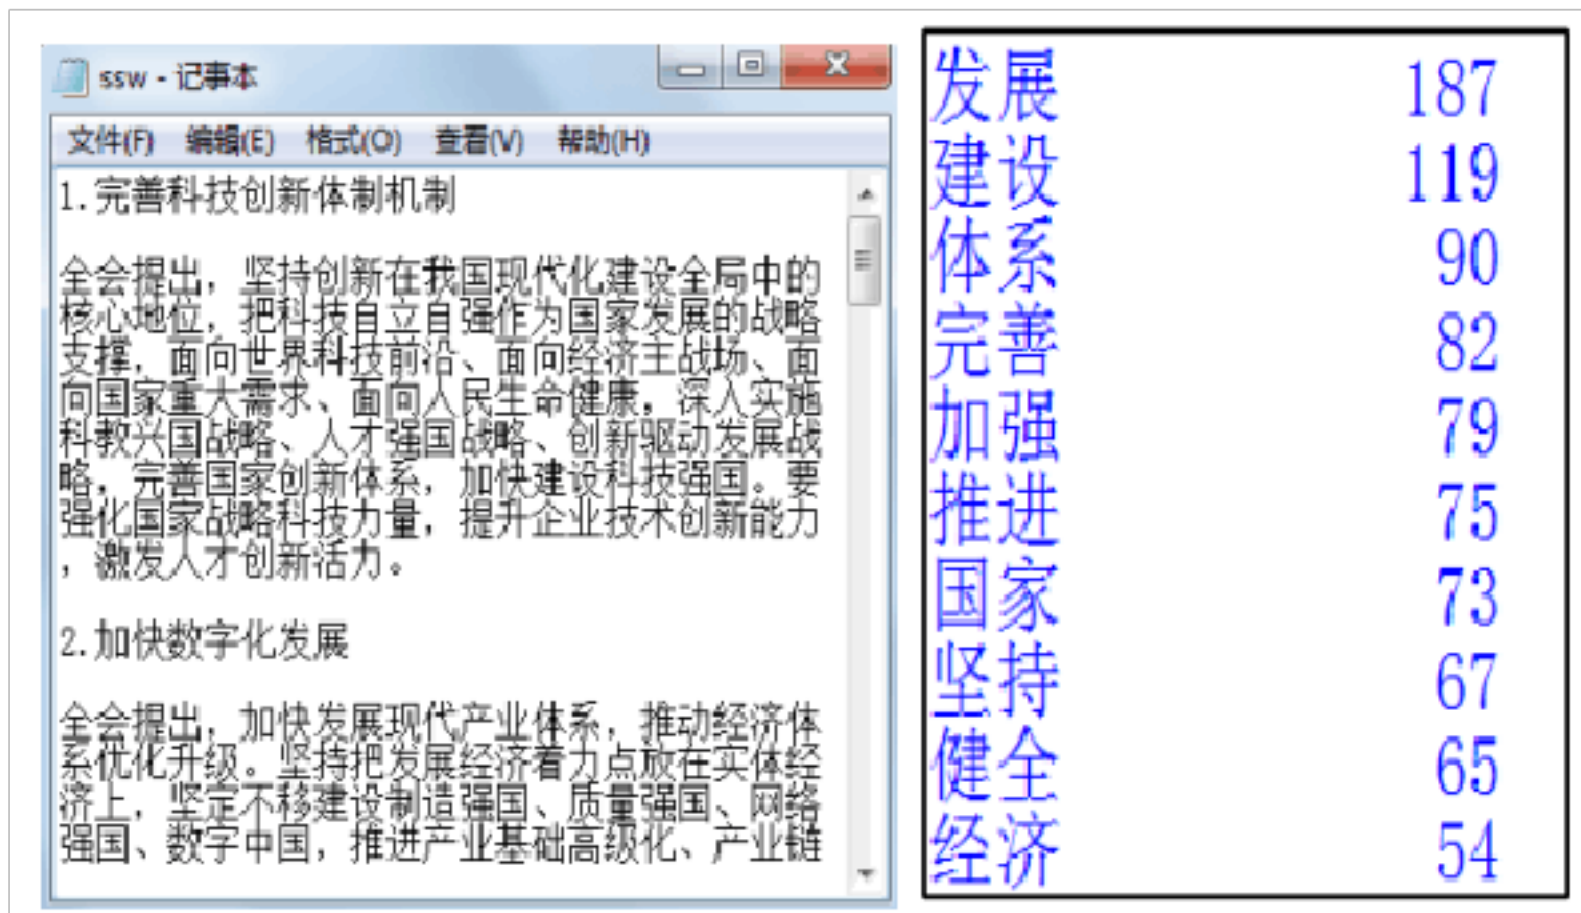 ssw - 记事本
文件(F) 编辑(E) 格式(O) 查看(V) 帮助(H)
1.完善科技创新体制机制
全会提出，坚持创新在我国现代化建设全局中的
核心地位，把科技自立自强作为国家发展的战略
支撑，面向世界科技前沿、面向经济主战场、面
向国家重大需求、面向人民生命健康，深入实施
科教兴国战略、人才强国战略、创新驱动发展战
略，完善国家创新体系，加快建设科技强国。要
强化国家战略科技力量，提升企业技术创新能力
，激发人才创新活力。
2.加快数字化发展
全会提出，加快发展现代产业体系，推动经济体
系优化升级。坚持把发展经济着力点放在实体经
济上，坚定不移建设制造强国、质量强国、网络
强国、数字中国，推进产业基础高级化、产业链
发展 187
建设 119
体系 90
完善 82
加强 79
推进 75
国家 73
坚持 67
健全 65
经济 54